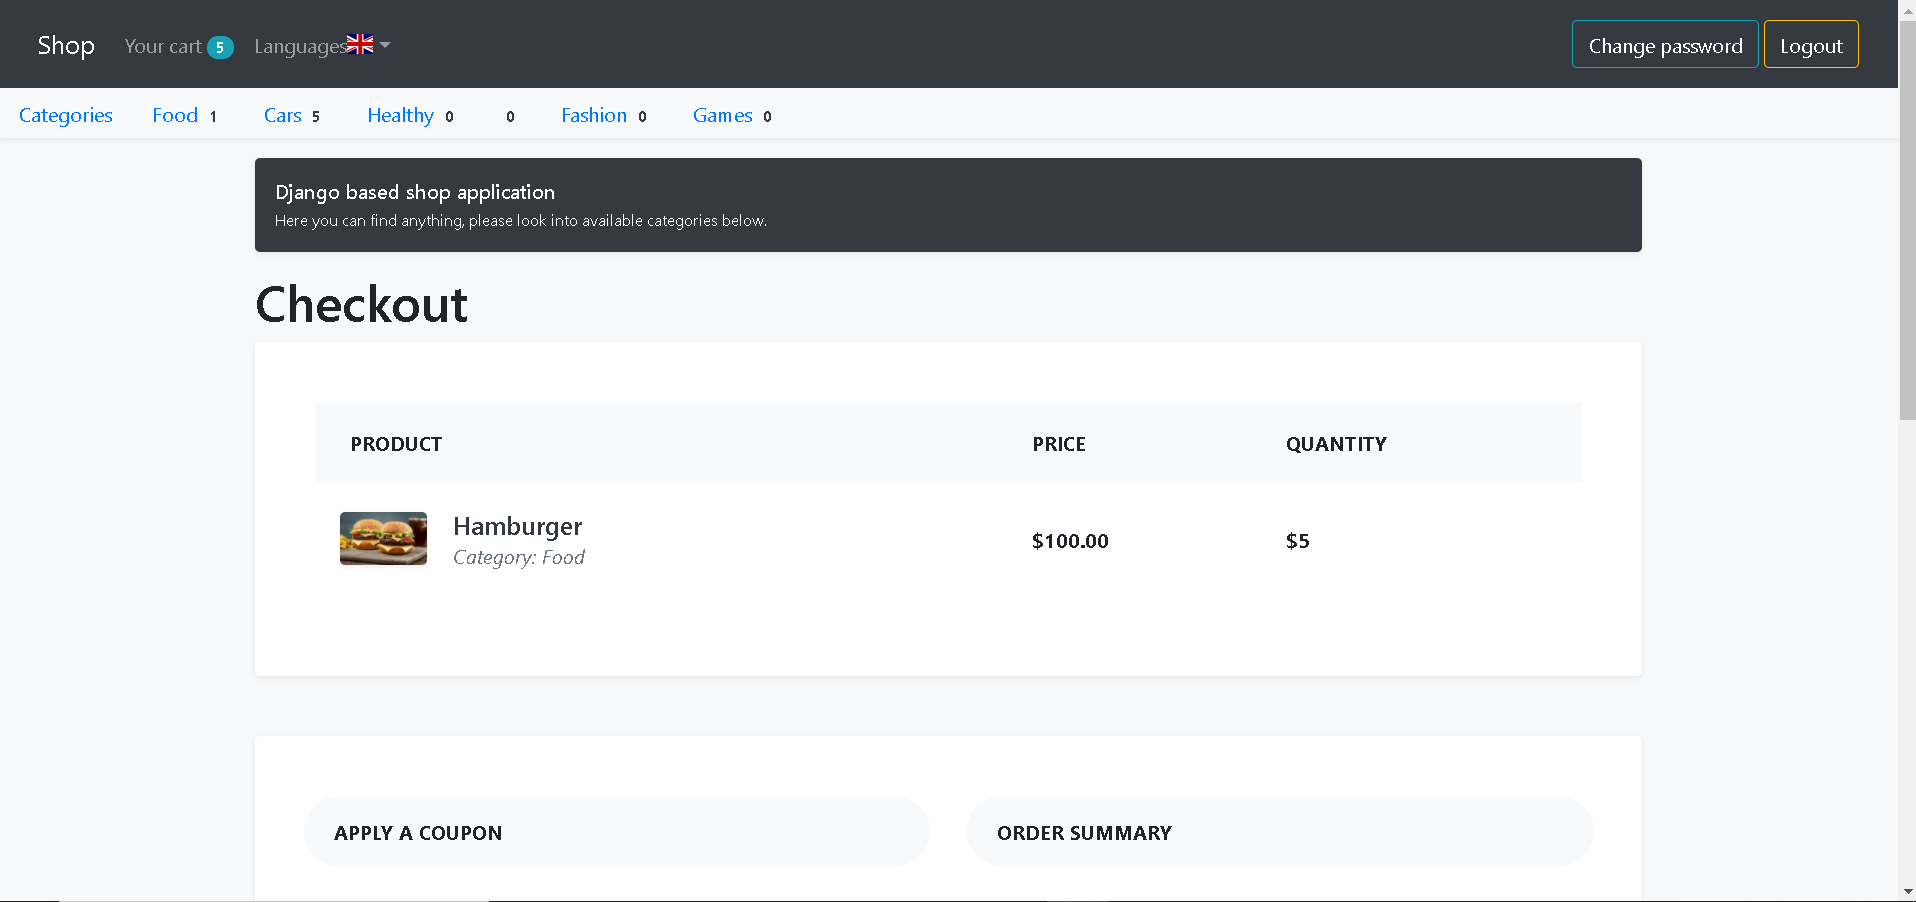 Shop Your cart 5 Languages Change password Logout
Categories Food 1 Cars 5 Healthy 0 0 Fashion 0 Games 0
Django based shop application
Here you can find anything, please look into available categories below.
Checkout
PRODUCT PRICE QUANTITY
Hamburger
Category: Food
$100.00 $5
APPLY A COUPON ORDER SUMMARY